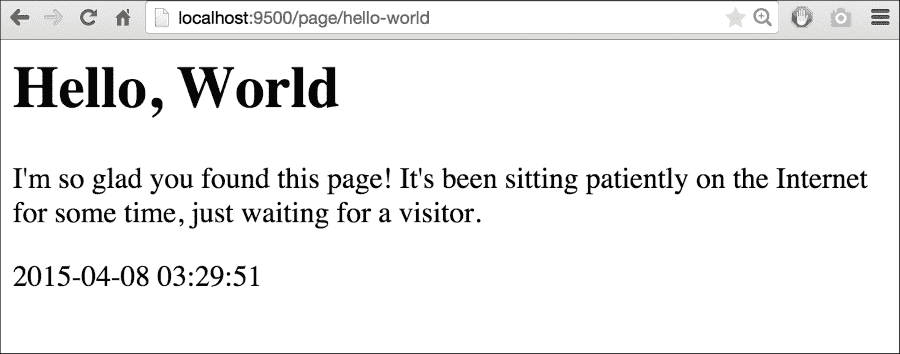 localhost:9500/page/hello-world
Hello, World
I'm so glad you found this page! It's been sitting patiently on the Internet
for some time, just waiting for a visitor.
2015-04-08 03:29:51